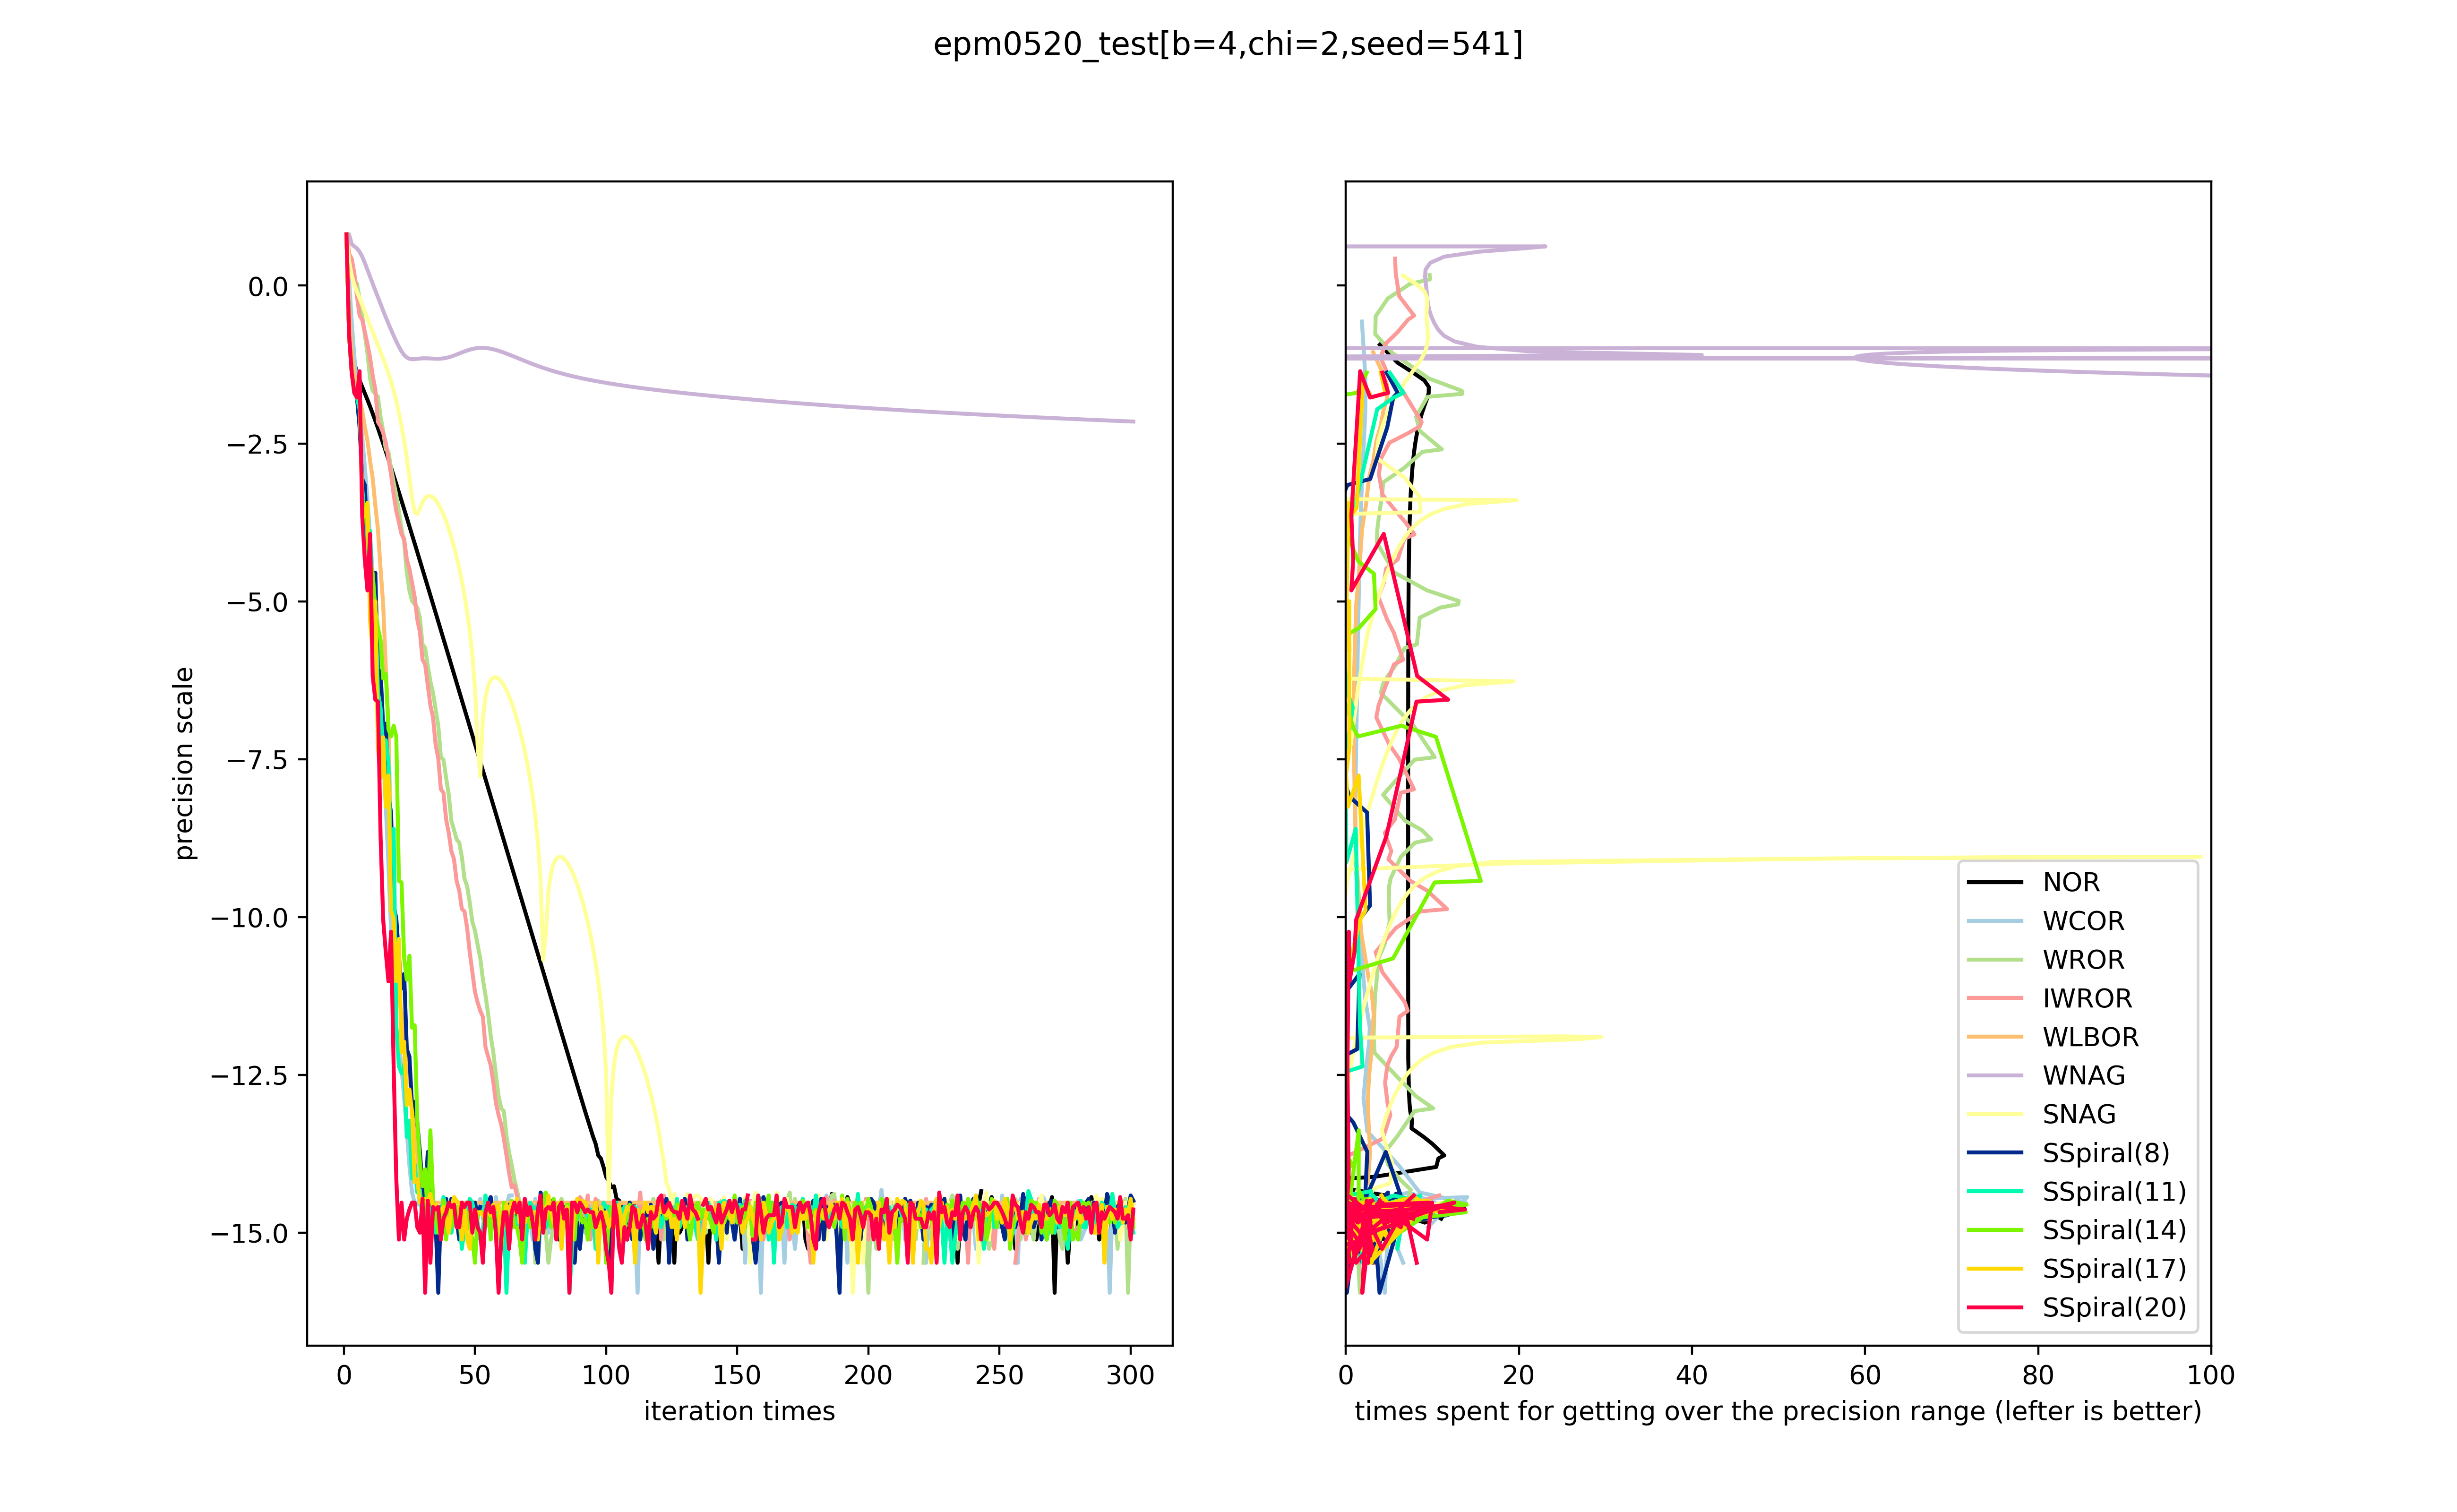 epm0520_test[b=4,chi=2,seed=541]
precision scale
0.0
−2.5
−5.0
−7.5
−10.0
−12.5
−15.0
0 50 100 150 200 250 300
iteration times
0 20 40 60 80 100
times spent for getting over the precision range (lefter is better)
NOR
WCOR
WROR
IWROR
WLBOR
WNAG
SNAG
SSpiral(8)
SSpiral(11)
SSpiral(14)
SSpiral(17)
SSpiral(20)